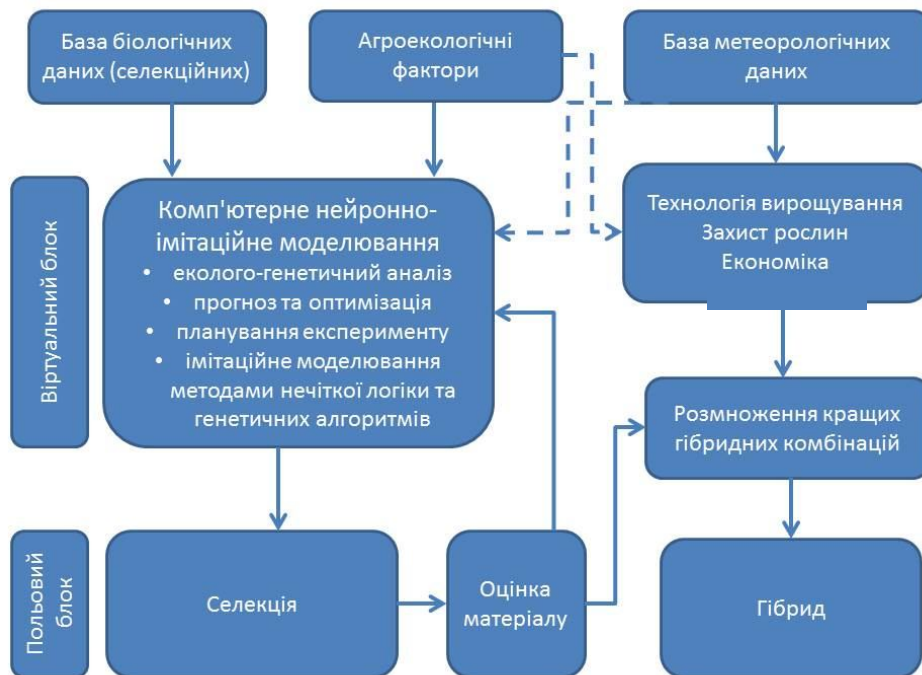 База біологічних
даних (селекційних)
Агроекологічні
фактори
База метеорологічних
даних
Віртуальний блок
Комп'ютерне нейронно-
імітаційне моделювання
• еколого-генетичний аналіз
• прогноз та оптимізація
• планування експерименту
• імітаційне моделювання
методами нечіткої логіки та
генетичних алгоритмів
Технологія вирощування
Захист рослин
Економіка
Розмноження кращих
гібридних комбінацій
Польовий
блок
Селекція
Оцінка
матеріалу
Гібрид